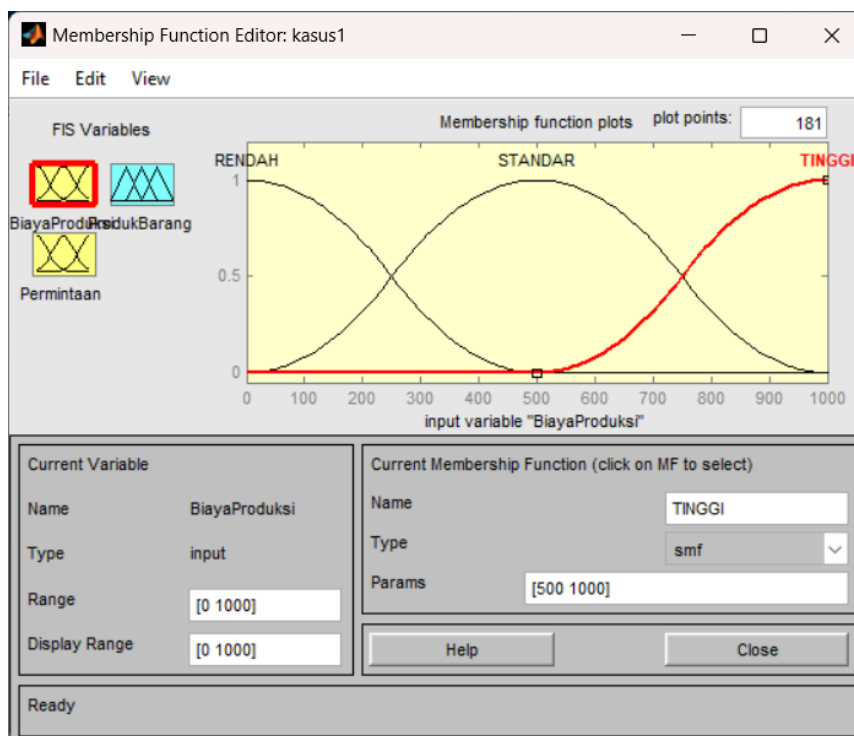 Membership Function Editor: kasus1
File Edit View
FIS Variables
Membership function plots plot points: 181
RENDAH STANDAR TINGGI
BiayaProduksi ProdukBarang
Permintaan
1
0.5
0
0 100 200 300 400 500 600 700 800 900 1000
input variable "BiayaProduksi"
Current Variable
Name BiayaProduksi
Type input
Range [0 1000]
Display Range [0 1000]
Current Membership Function (click on MF to select)
Name TINGGI
Type smf
Params [500 1000]
Help Close
Ready